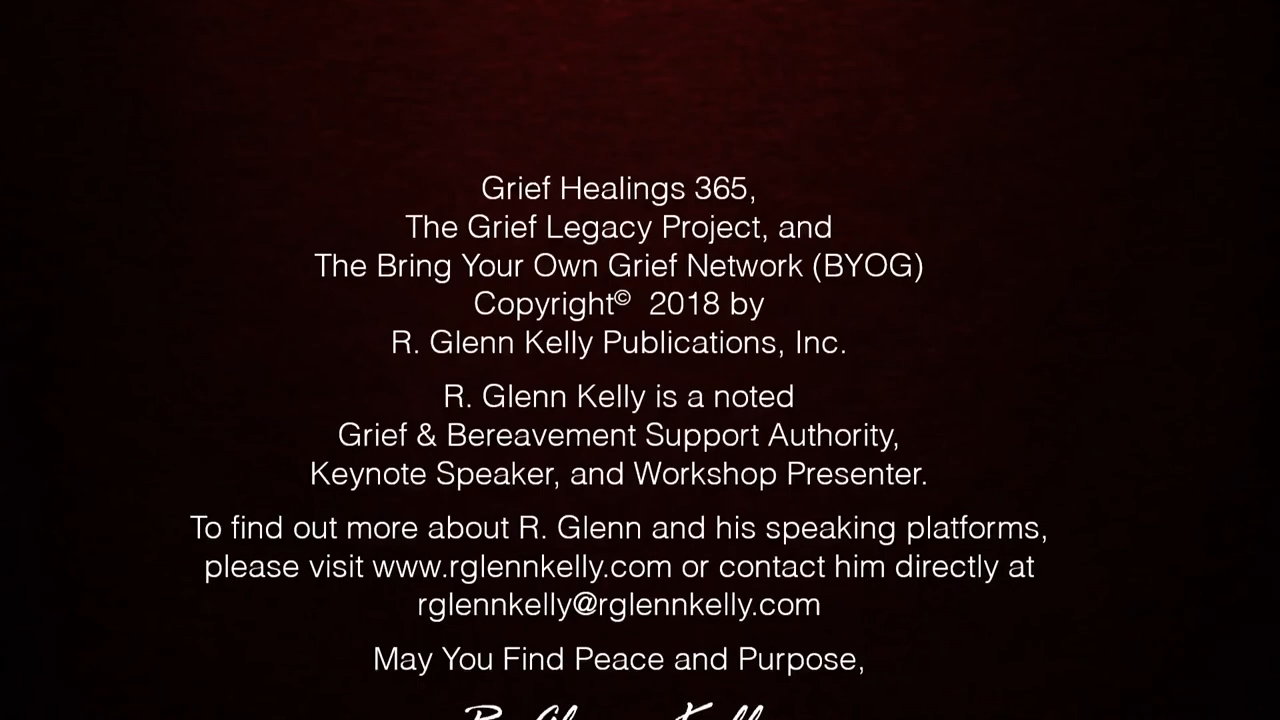 Grief Healings 365,
The Grief Legacy Project, and
The Bring Your Own Grief Network (BYOG)
Copyright© 2018 by
R. Glenn Kelly Publications, Inc.
R. Glenn Kelly is a noted
Grief & Bereavement Support Authority,
Keynote Speaker, and Workshop Presenter.
To find out more about R. Glenn and his speaking platforms,
please visit www.rglennkelly.com or contact him directly at
rglennkelly@rglennkelly.com
May You Find Peace and Purpose,
R. Glenn Kelly